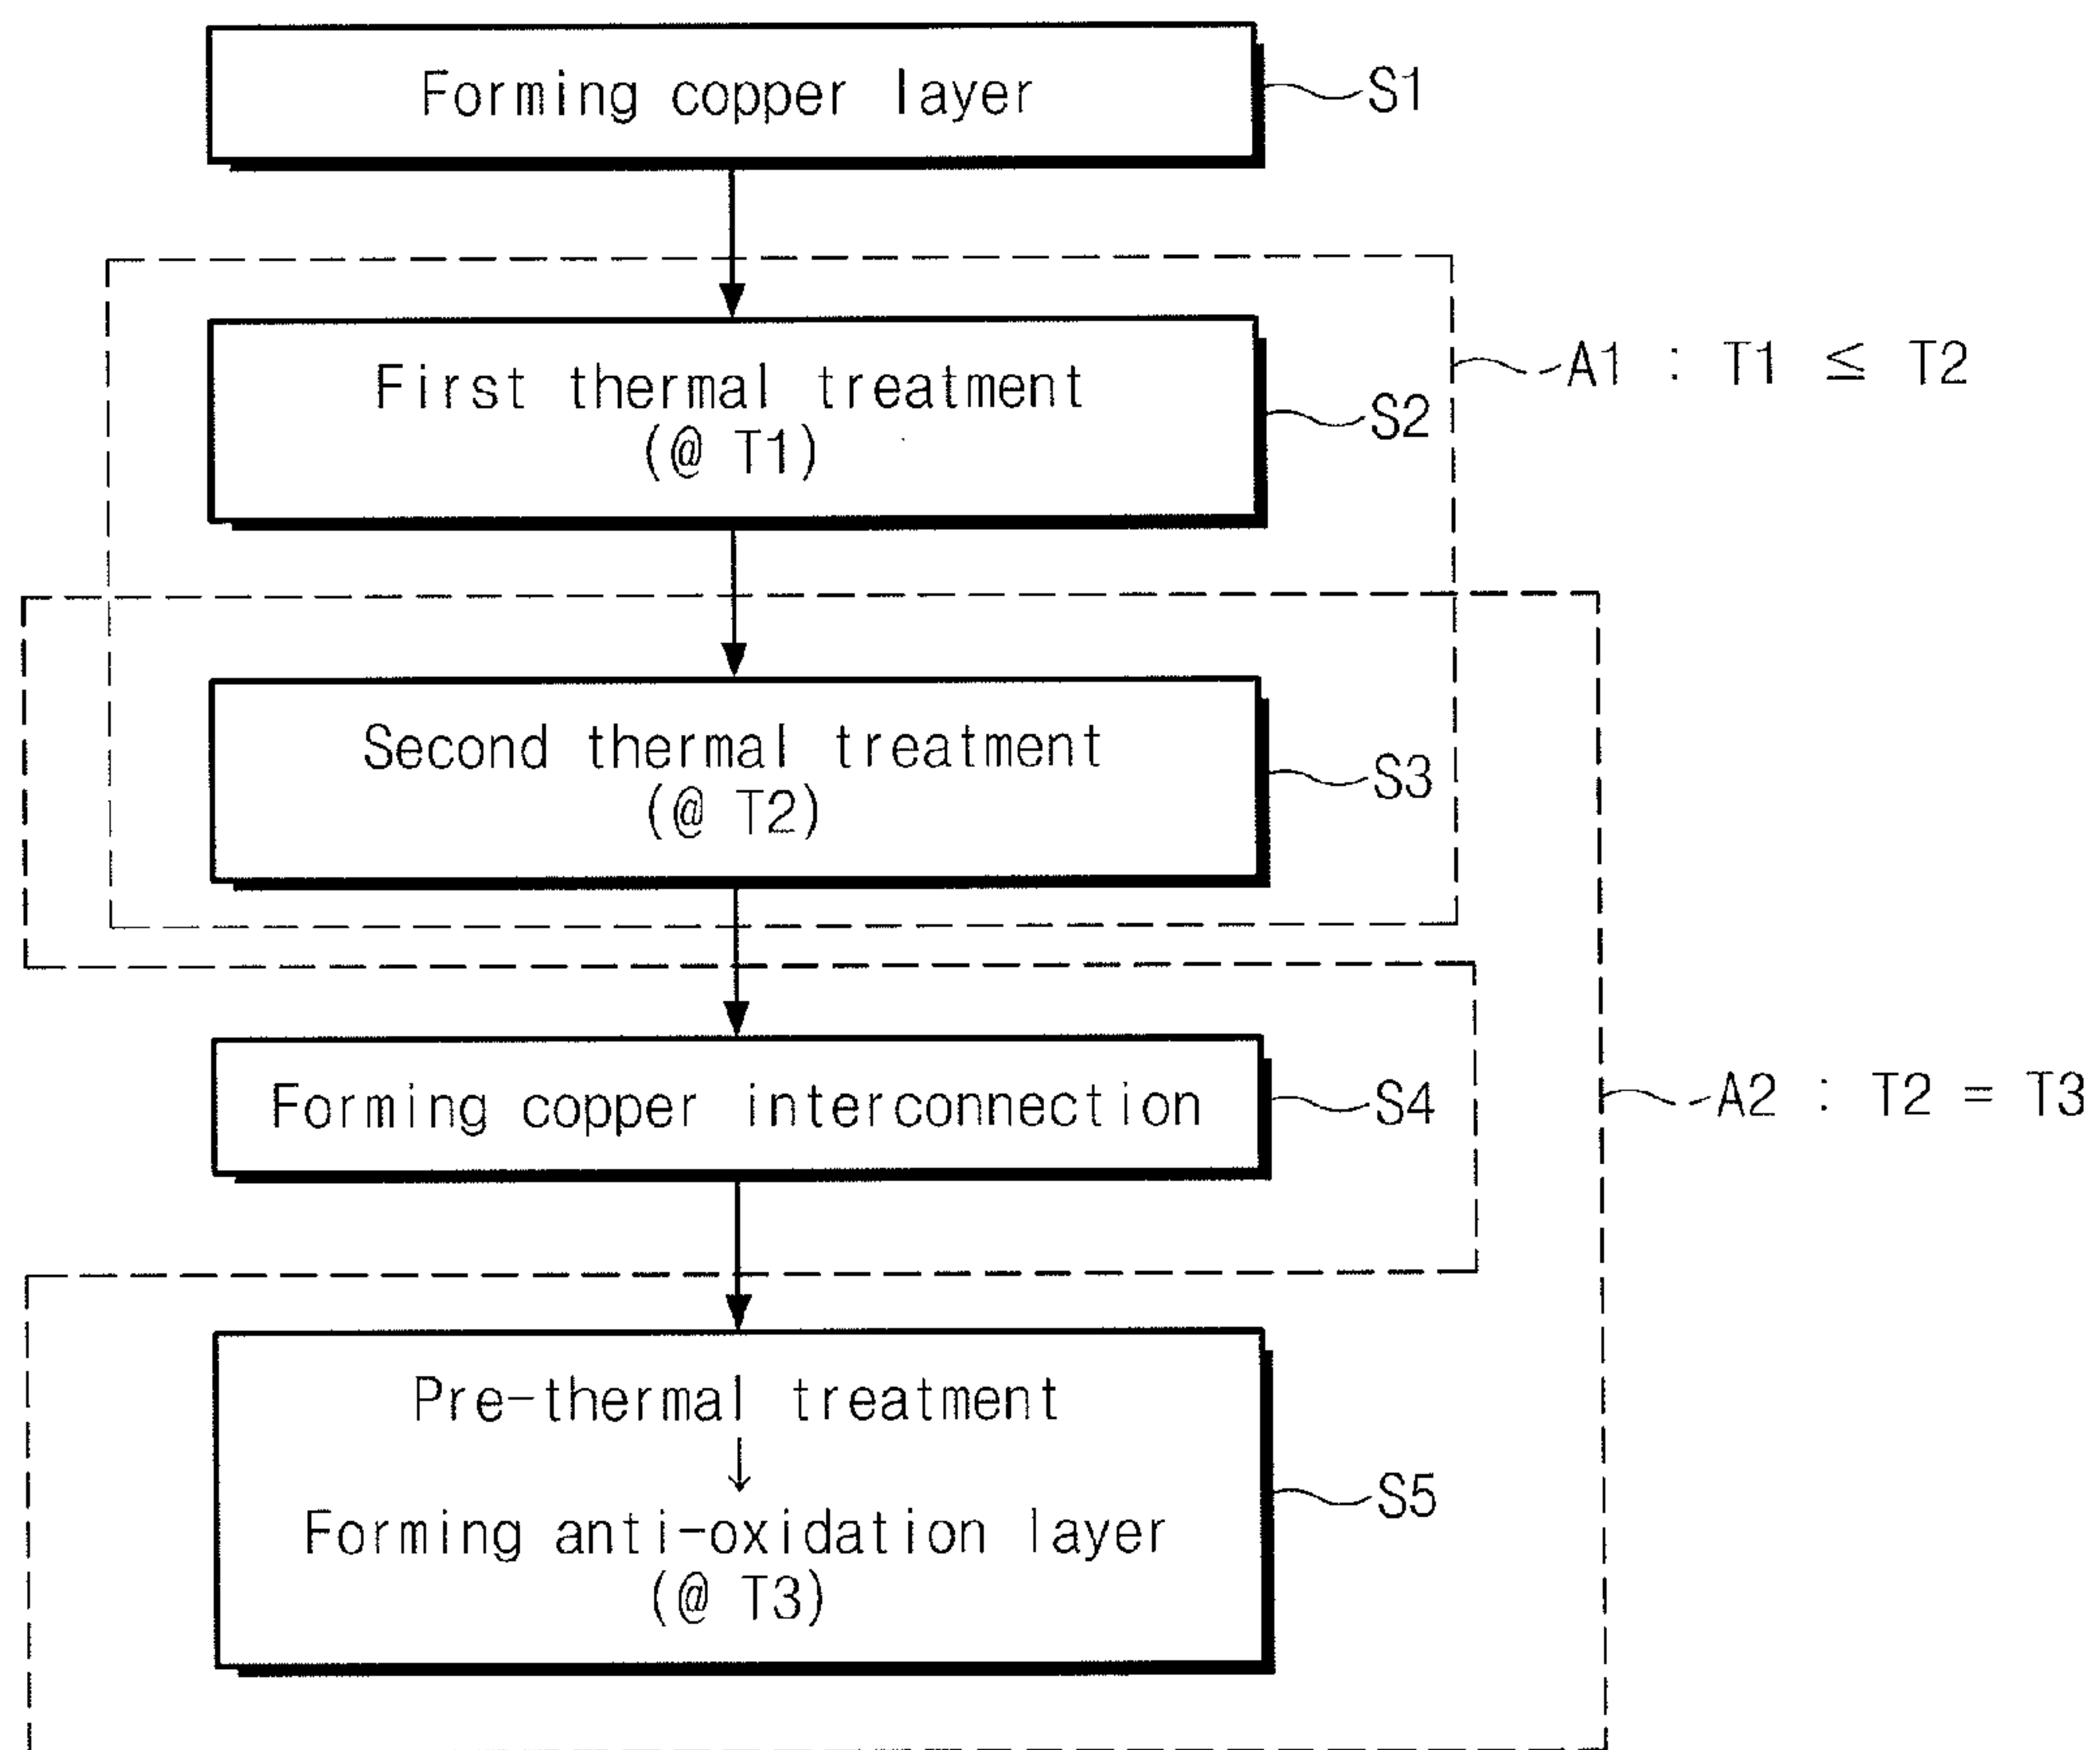 Forming copper layer
S1
First thermal treatment
(@ T1)
S2
A1 : T1 ≤ T2
Second thermal treatment
(@ T2)
S3
Forming copper interconnection
S4
A2 : T2 = T3
Pre-thermal treatment
↓
Forming anti-oxidation layer
(@ T3)
S5